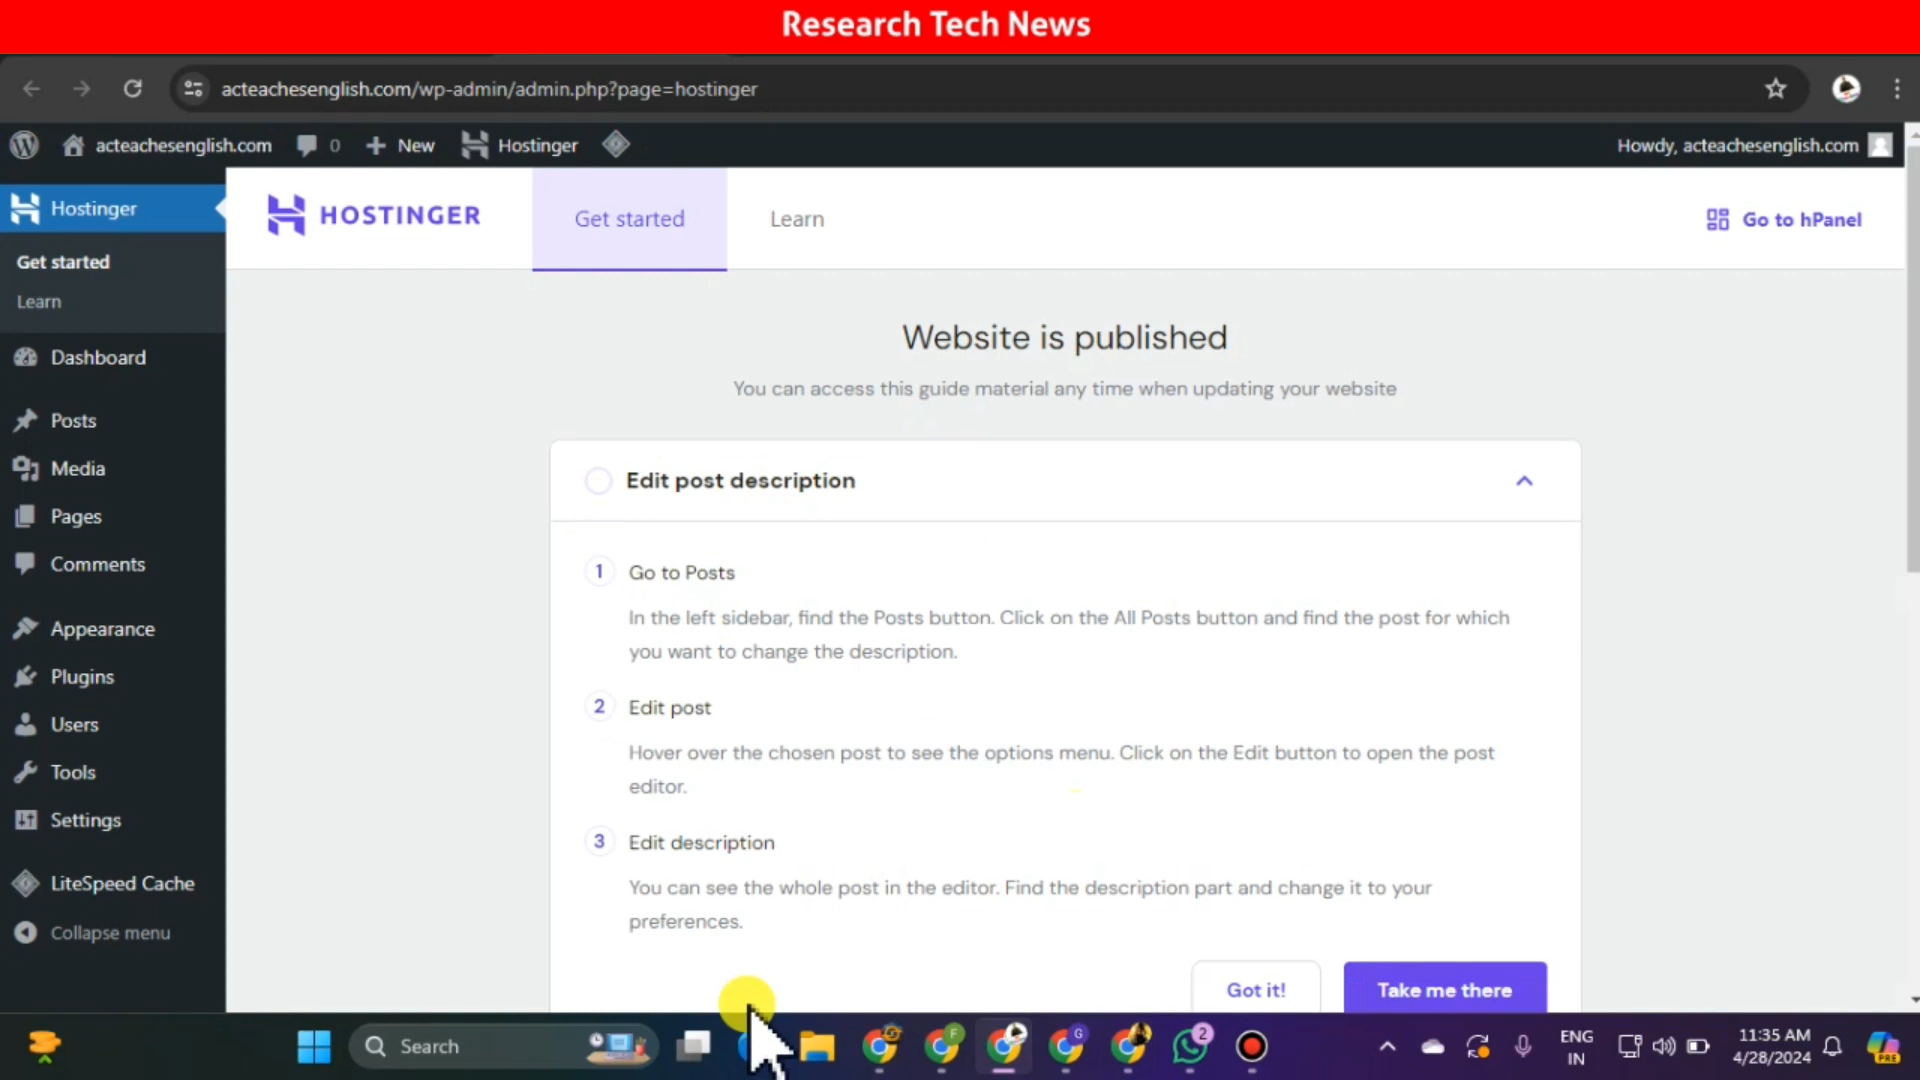 Research Tech News
acteachesenglish.com/wp-admin/admin.php?page=hostinger
acteachesenglish.com 0 New Hostinger Howdy, acteachesenglish.com
Hostinger
Get started
Learn
Dashboard
Posts
Media
Pages
Comments
Appearance
Plugins
Users
Tools
Settings
LiteSpeed Cache
Collapse menu
HOSTINGER Get started Learn Go to hPanel
Website is published
You can access this guide material any time when updating your website
Edit post description
1 Go to Posts
In the left sidebar, find the Posts button. Click on the All Posts button and find the post for which
you want to change the description.
2 Edit post
Hover over the chosen post to see the options menu. Click on the Edit button to open the post
editor.
3 Edit description
You can see the whole post in the editor. Find the description part and change it to your
preferences.
Got it! Take me there
Search F G 2 ENG 11:35 AM
IN 4/28/2024 PRE